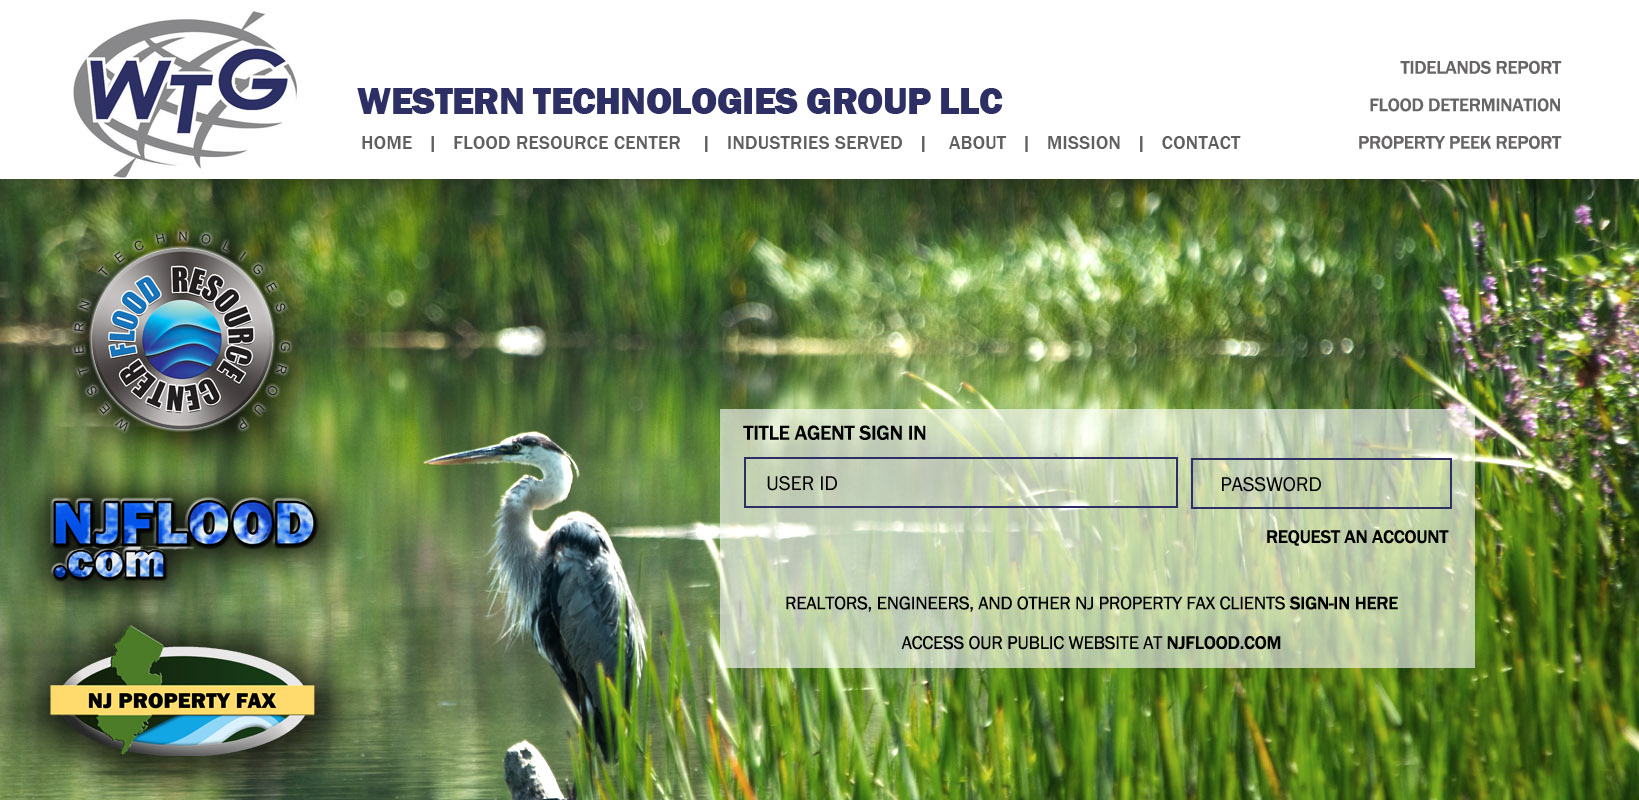 WTG
WESTERN TECHNOLOGIES GROUP LLC
HOME | FLOOD RESOURCE CENTER | INDUSTRIES SERVED | ABOUT | MISSION | CONTACT
TIDELANDS REPORT
FLOOD DETERMINATION
PROPERTY PEEK REPORT
WESTERN TECHNOLIGES GROUP
FLOOD RESOURCE CENTER
NJFLOOD
.com
NJ PROPERTY FAX
TITLE AGENT SIGN IN
USER ID
PASSWORD
REQUEST AN ACCOUNT
REALTORS, ENGINEERS, AND OTHER NJ PROPERTY FAX CLIENTS SIGN-IN HERE
ACCESS OUR PUBLIC WEBSITE AT NJFLOOD.COM